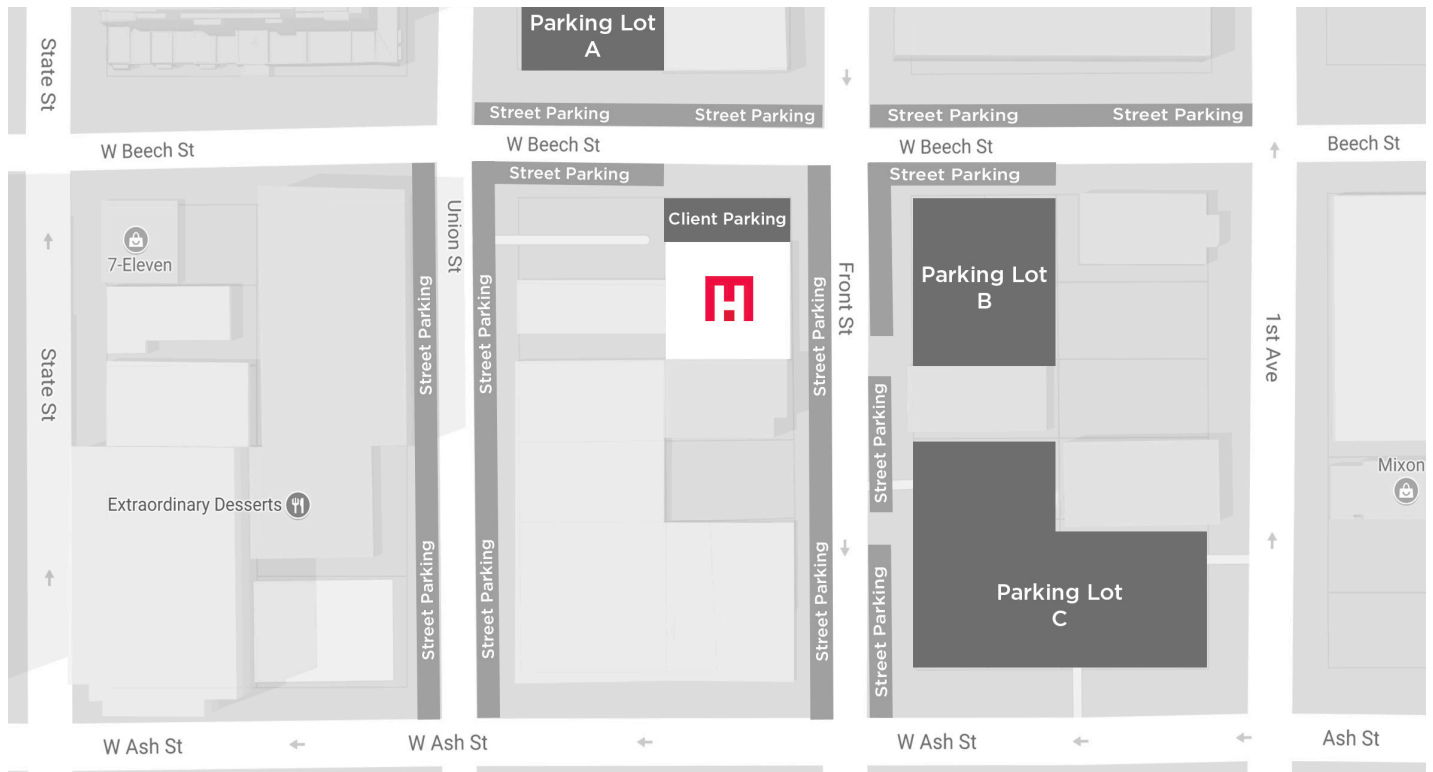 Parking Lot
A
State St
Street Parking
Street Parking
Street Parking
Street Parking
W Beech St
W Beech St
W Beech St
Beech St
Street Parking
Street Parking
Client Parking
Union St
7-Eleven
H
Parking Lot
B
Front St
Street Parking
Street Parking
Street Parking
1st Ave
State St
Street Parking
Mixon
Extraordinary Desserts
Parking Lot
C
Street Parking
Street Parking
Street Parking
Street Parking
W Ash St
W Ash St
W Ash St
Ash St